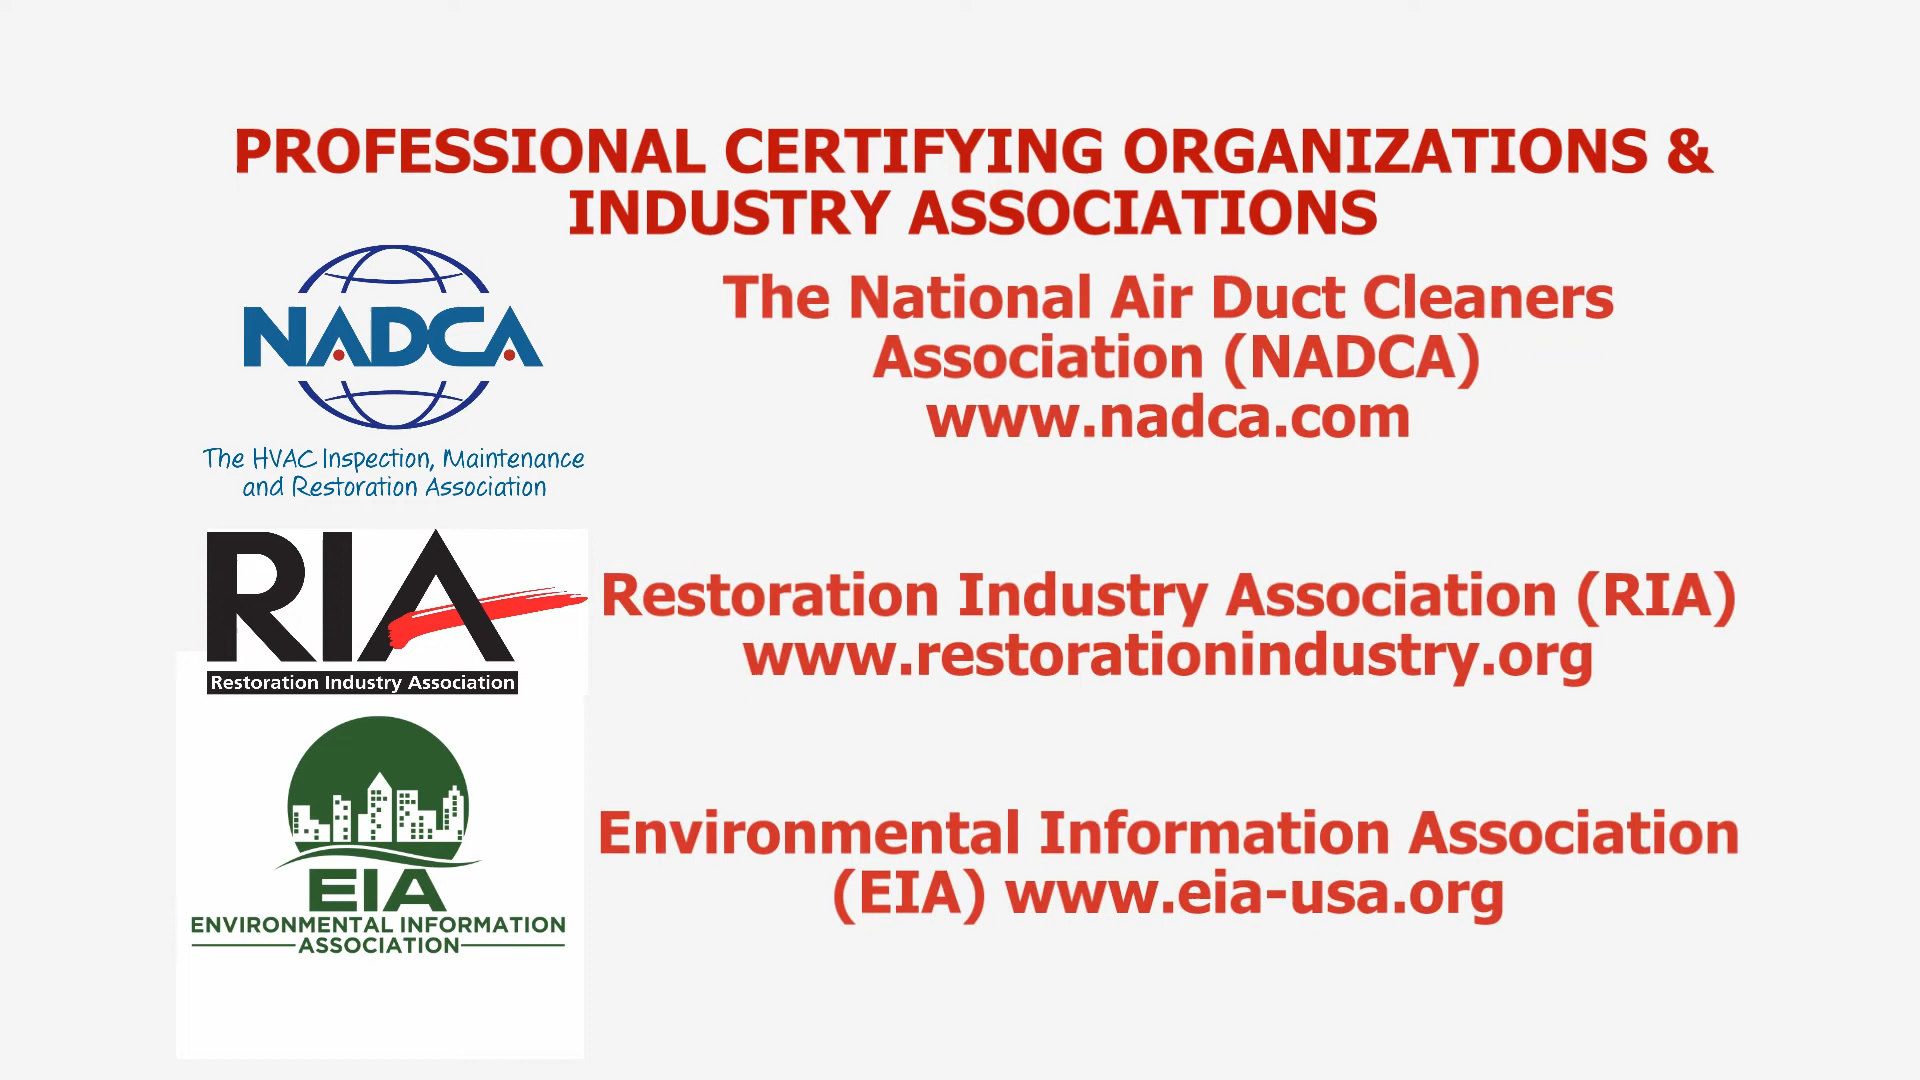 PROFESSIONAL CERTIFYING ORGANIZATIONS &
INDUSTRY ASSOCIATIONS
NADCA
The HVAC Inspection, Maintenance
and Restoration Association
The National Air Duct Cleaners
Association (NADCA)
www.nadca.com
RIA
Restoration Industry Association
Restoration Industry Association (RIA)
www.restorationindustry.org
EIA
ENVIRONMENTAL INFORMATION
ASSOCIATION
Environmental Information Association
(EIA) www.eia-usa.org